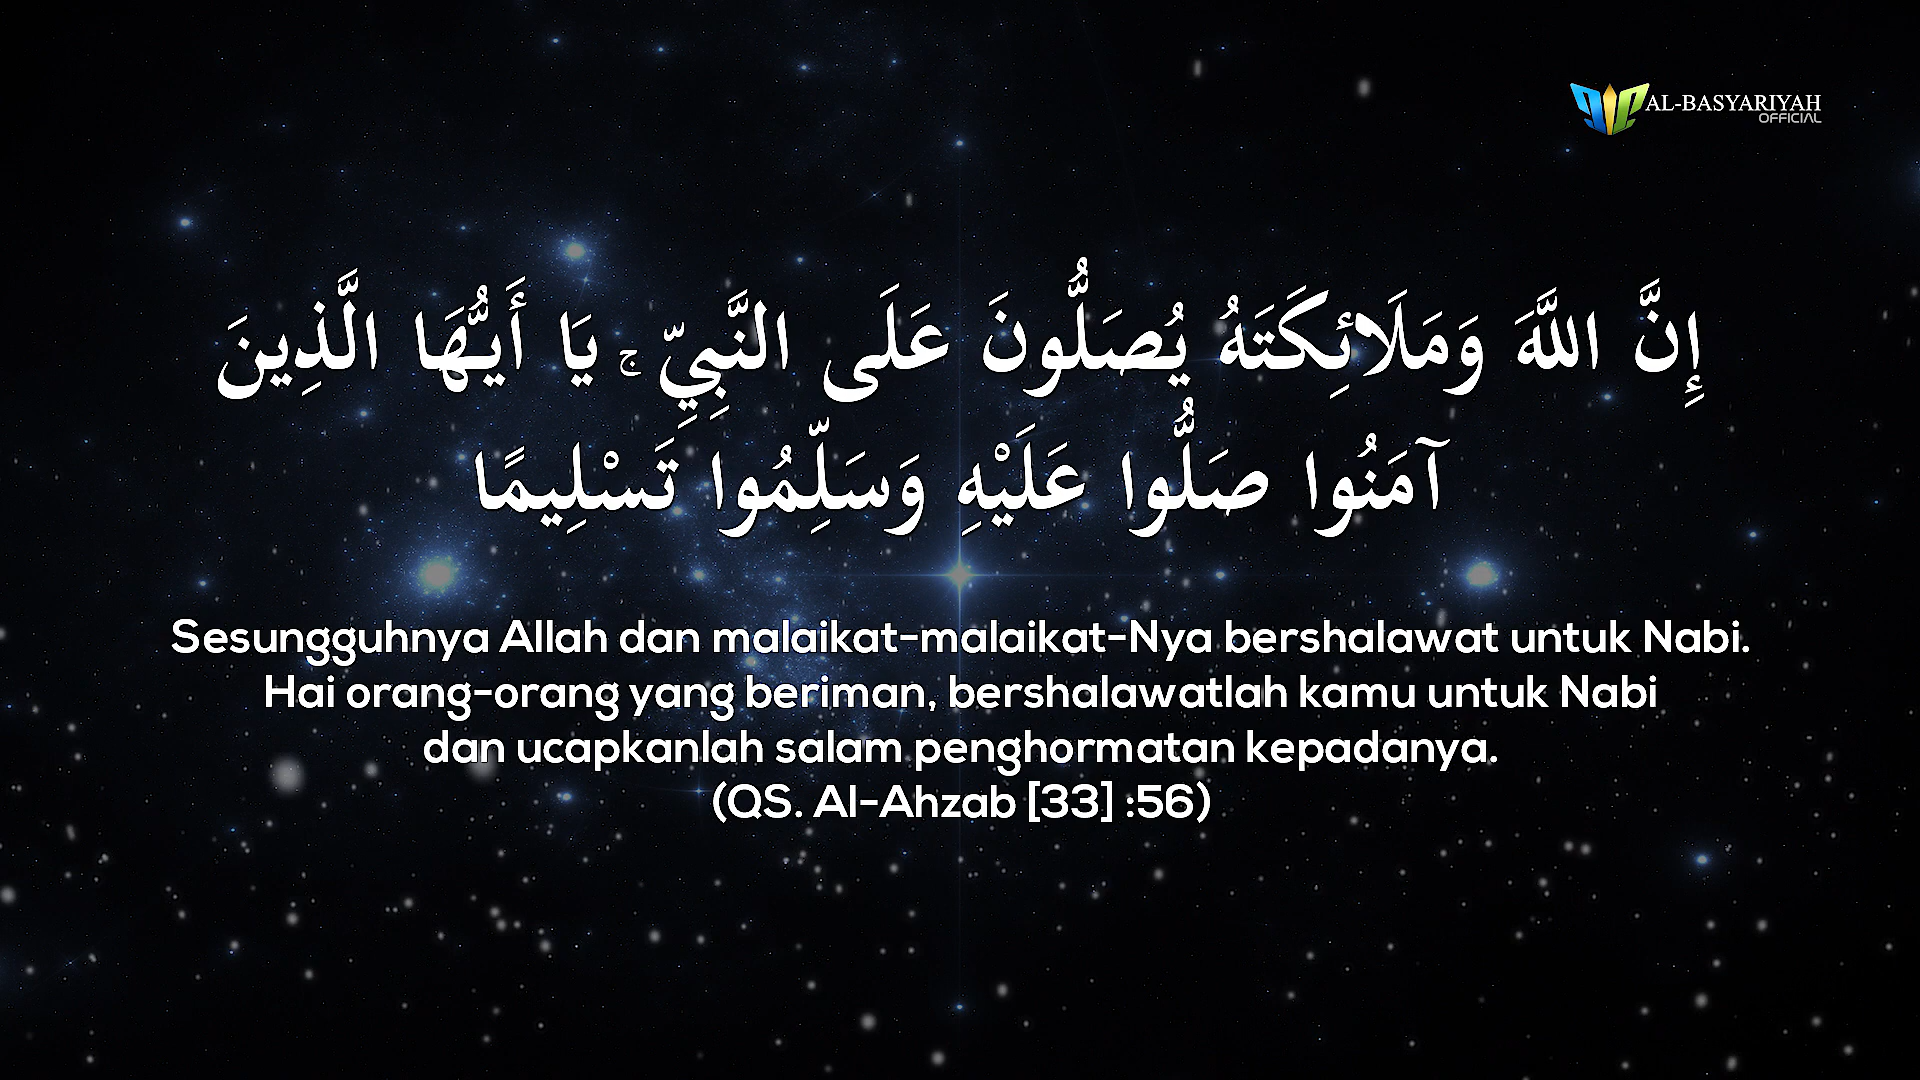 AL-BASYARIYAH
OFFICIAL
إِنَّ اللَّهَ وَمَلَائِكَتَهُ يُصَلُّونَ عَلَى النَّبِيِّ ۚ يَا أَيُّهَا الَّذِينَ
آمَنُوا صَلُّوا عَلَيْهِ وَسَلِّمُوا تَسْلِيمًا
Sesungguhnya Allah dan malaikat-malaikat-Nya bershalawat untuk Nabi.
Hai orang-orang yang beriman, bershalawatlah kamu untuk Nabi
dan ucapkanlah salam penghormatan kepadanya.
(QS. Al-Ahzab [33] :56)